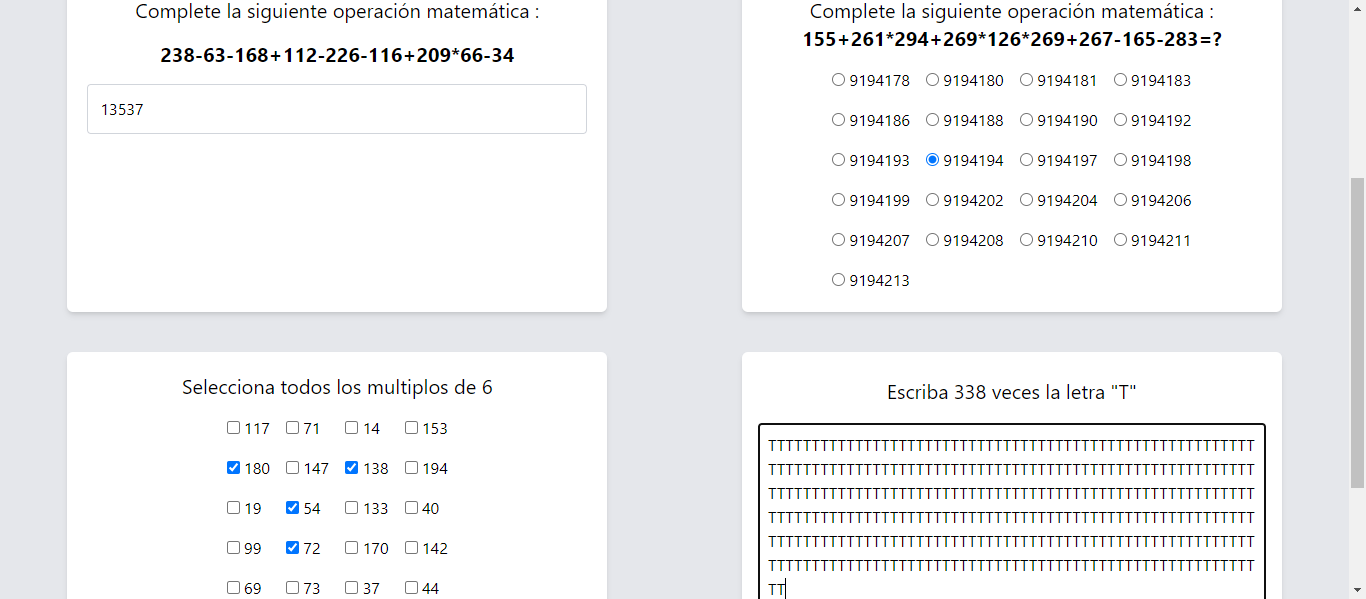 Complete la siguiente operación matemática :
238-63-168+112-226-116+209*66-34
13537
Complete la siguiente operación matemática :
155+261*294+269*126*269+267-165-283=?
9194178 9194180 9194181 9194183
9194186 9194188 9194190 9194192
9194193 9194194 9194197 9194198
9194199 9194202 9194204 9194206
9194207 9194208 9194210 9194211
9194213
Selecciona todos los multiplos de 6
117 71 14 153
180 147 138 194
19 54 133 40
99 72 170 142
69 73 37 44
Escriba 338 veces la letra "T"
TTTTTTTTTTTTTTTTTTTTTTTTTTTTTTTTTTTTTTTTTTTTTTTTTTTTTTTT
TTTTTTTTTTTTTTTTTTTTTTTTTTTTTTTTTTTTTTTTTTTTTTTTTTTTTTTT
TTTTTTTTTTTTTTTTTTTTTTTTTTTTTTTTTTTTTTTTTTTTTTTTTTTTTTTT
TTTTTTTTTTTTTTTTTTTTTTTTTTTTTTTTTTTTTTTTTTTTTTTTTTTTTTTT
TTTTTTTTTTTTTTTTTTTTTTTTTTTTTTTTTTTTTTTTTTTTTTTTTTTTTTTT
TTTTTTTTTTTTTTTTTTTTTTTTTTTTTTTTTTTTTTTTTTTTTTTTTTTTTTTT
TT